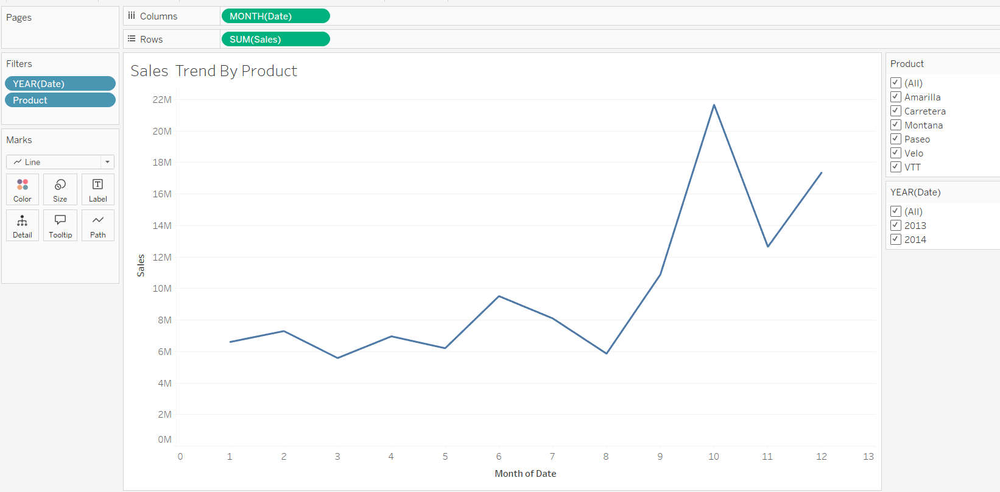 Pages
Columns
MONTH(Date)
Rows
SUM(Sales)
Filters
YEAR(Date)
Product
Marks
Line
Color
Size
T
Label
Detail
Tooltip
Path
Sales Trend By Product
22M
20M
18M
16M
14M
12M
10M
8M
6M
4M
2M
0M
Sales
0 1 2 3 4 5 6 7 8 9 10 11 12 13
Month of Date
Product
(All)
Amarilla
Carretera
Montana
Paseo
Velo
VTT
YEAR(Date)
(All)
2013
2014